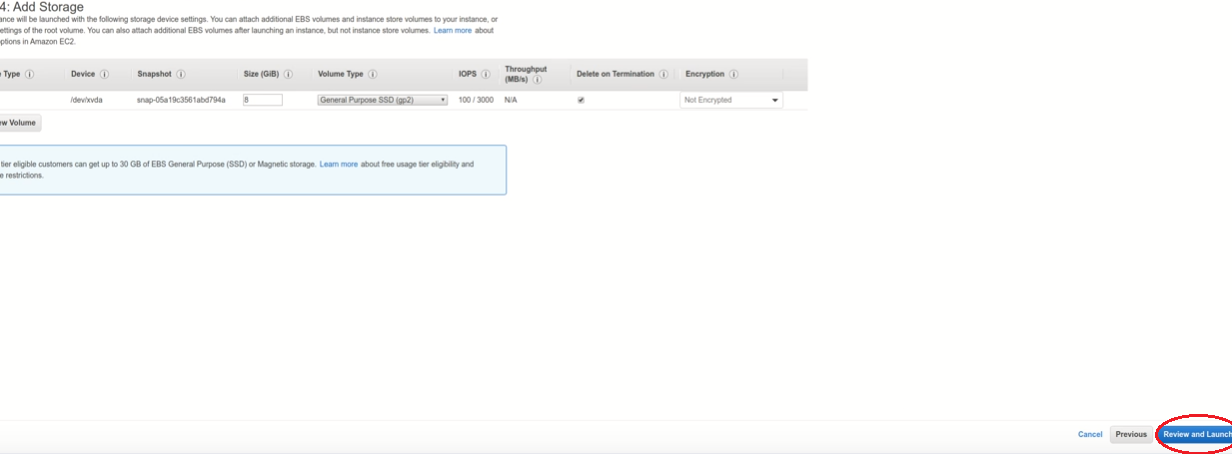 4: Add Storage
ance will be launched with the following storage device settings. You can attach additional EBS volumes and instance store volumes to your instance, or
ettings of the root volume. You can also attach additional EBS volumes after launching an instance, but not instance store volumes. Learn more about
options in Amazon EC2.
Type Device Snapshot Size (GiB) Volume Type IOPS Throughput (MB/s) Delete on Termination Encryption
/dev/xvda snap-05a19c3561abd794a 8 General Purpose SSD (gp2) 100 / 3000 N/A Not Encrypted
ew Volume
tier eligible customers can get up to 30 GB of EBS General Purpose (SSD) or Magnetic storage. Learn more about free usage tier eligibility and
e restrictions.
Cancel Previous Review and Launch